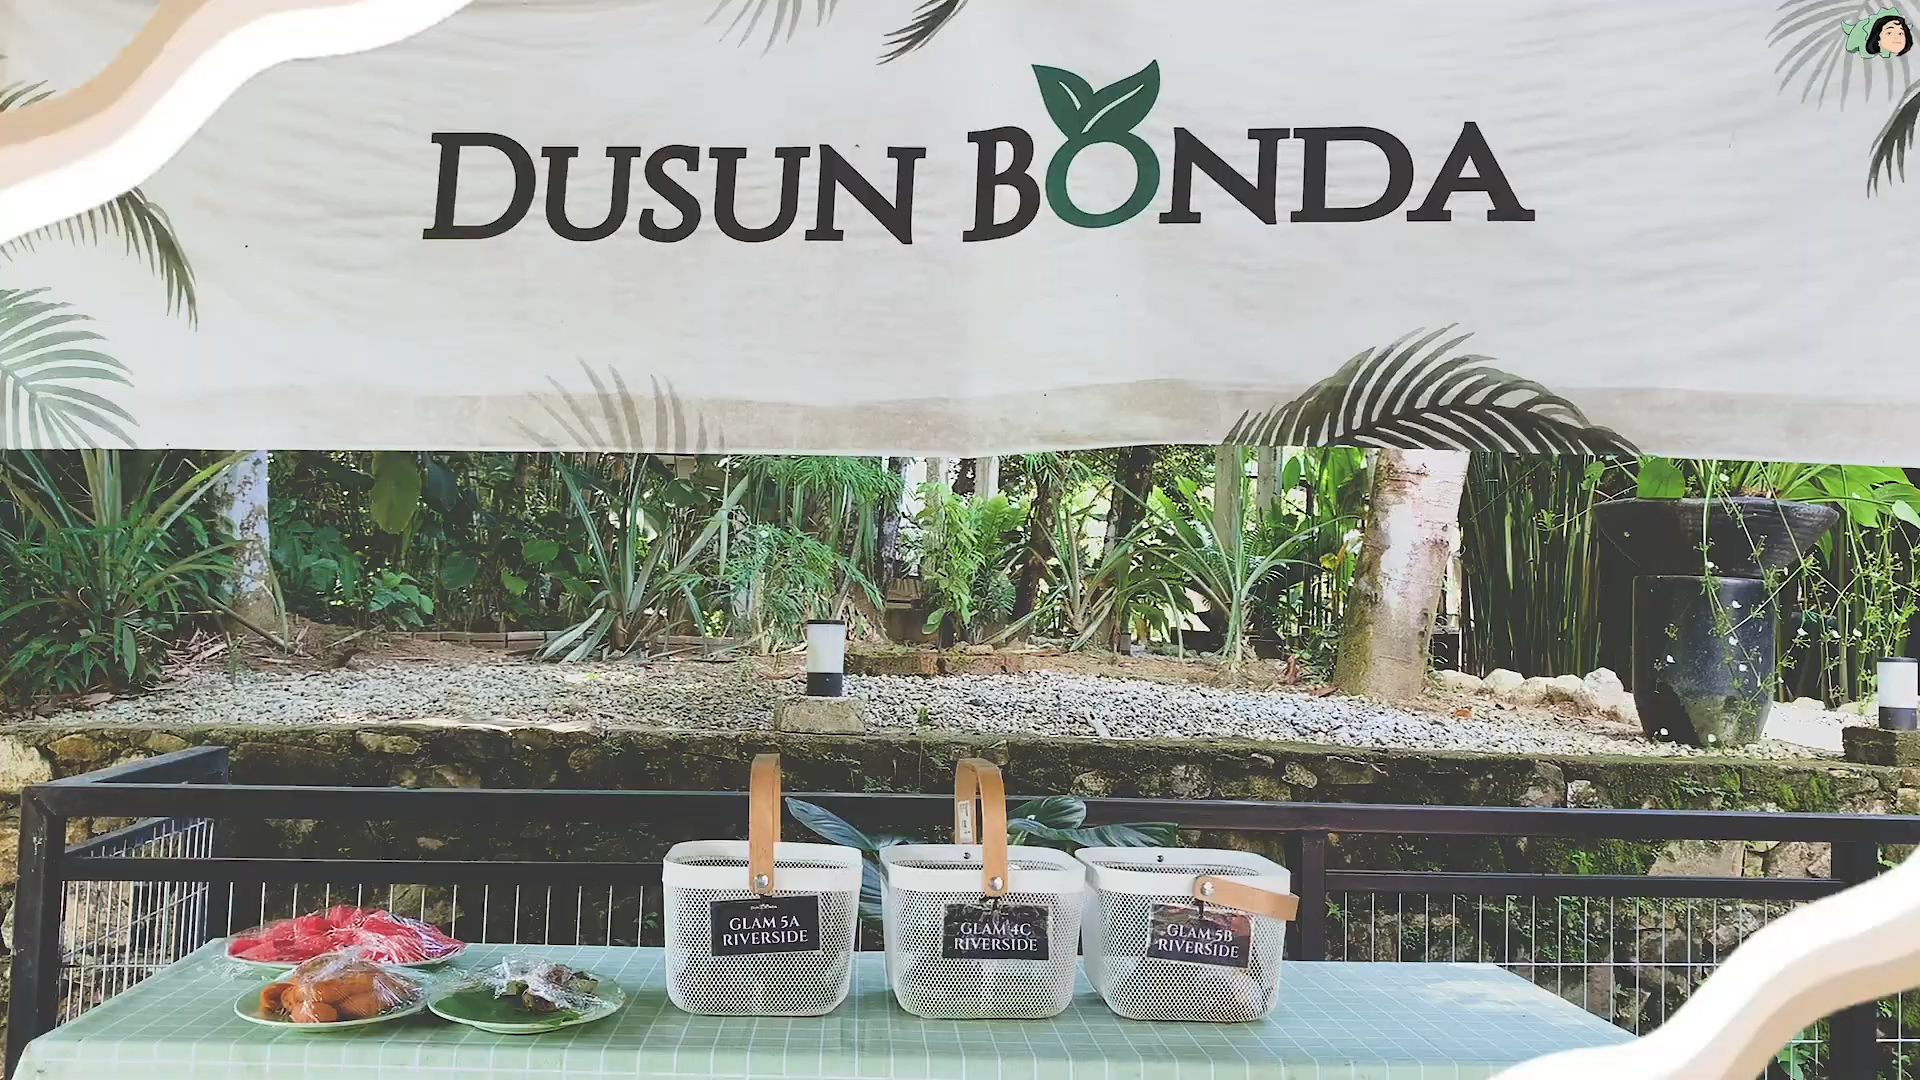 DUSUN BONDA
GLAM 5A
RIVERSIDE
GLAM 4C
RIVERSIDE
GLAM 5B
RIVERSIDE